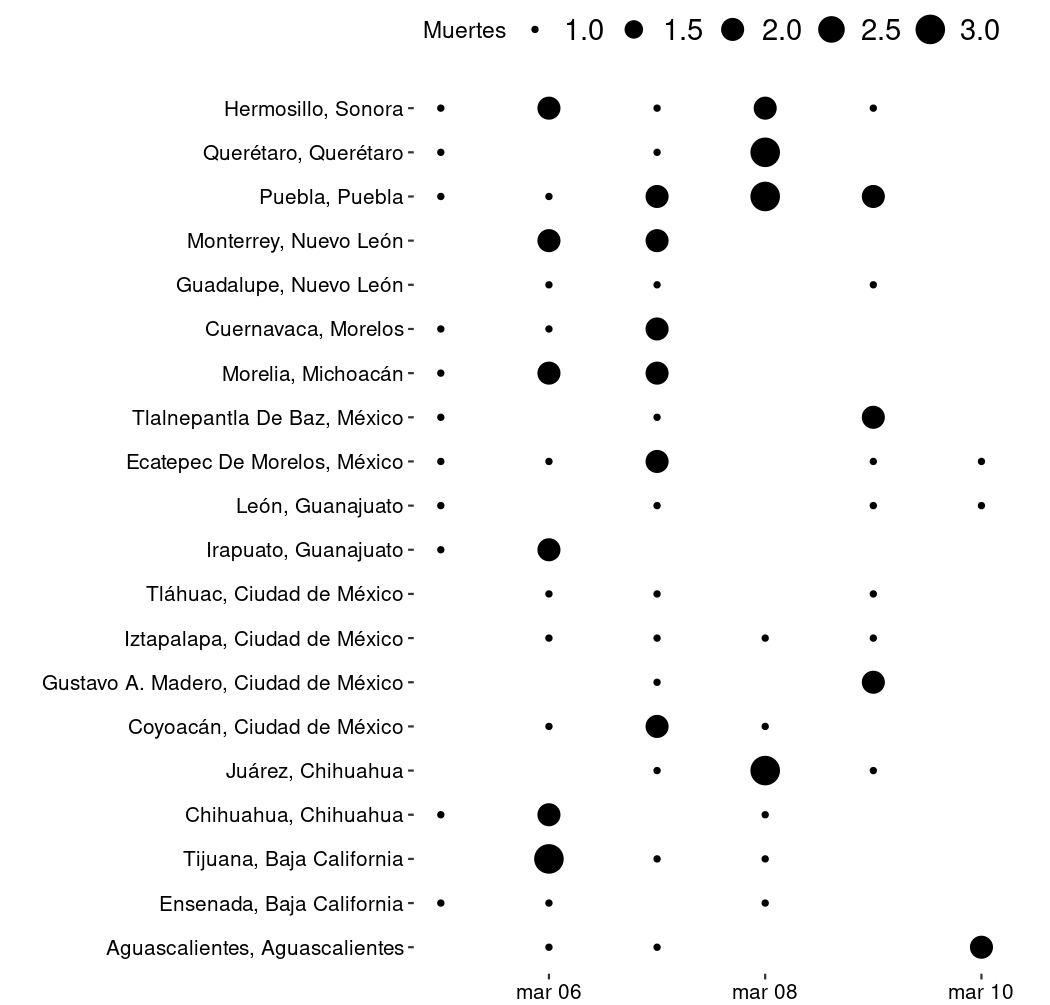 Muertes 1.0 1.5 2.0 2.5 3.0
Hermosillo, Sonora
Querétaro, Querétaro
Puebla, Puebla
Monterrey, Nuevo León
Guadalupe, Nuevo León
Cuernavaca, Morelos
Morelia, Michoacán
Tlalnepantla De Baz, México
Ecatepec De Morelos, México
León, Guanajuato
Irapuato, Guanajuato
Tláhuac, Ciudad de México
Iztapalapa, Ciudad de México
Gustavo A. Madero, Ciudad de México
Coyoacán, Ciudad de México
Juárez, Chihuahua
Chihuahua, Chihuahua
Tijuana, Baja California
Ensenada, Baja California
Aguascalientes, Aguascalientes
mar 06 mar 08 mar 10